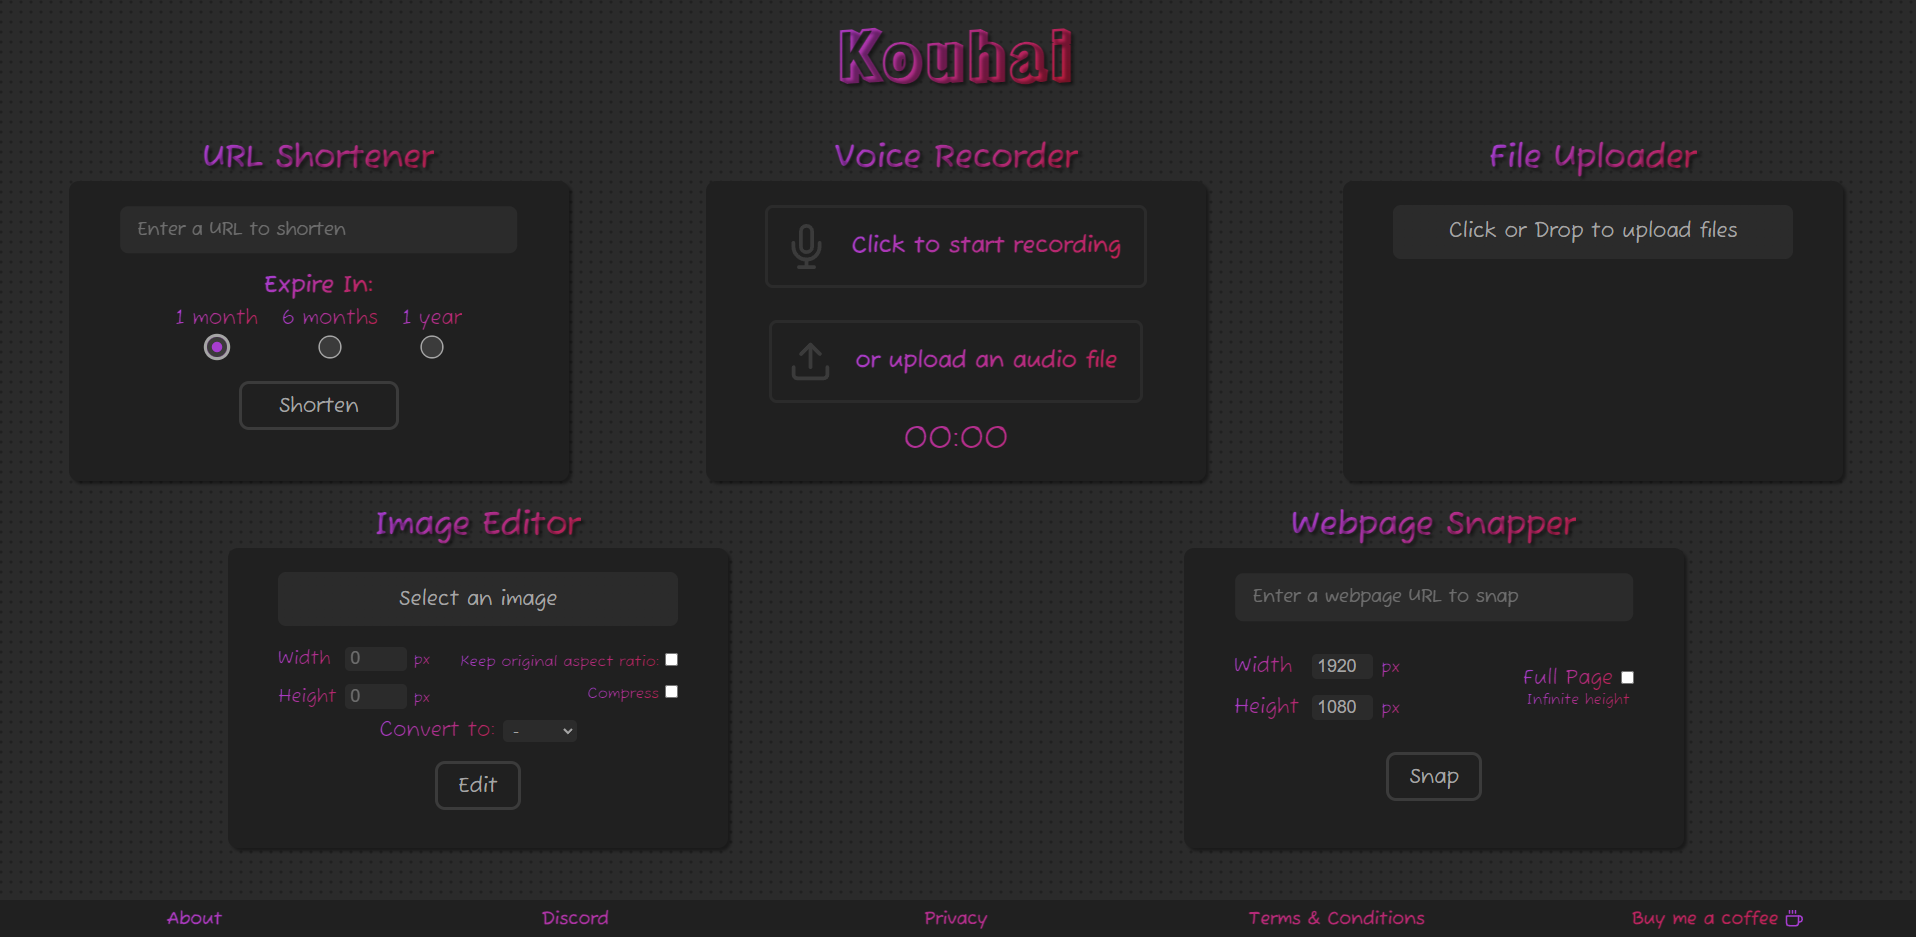 Kouhai
URL Shortener
Enter a URL to shorten
Expire In:
1 month 6 months 1 year
Shorten
Voice Recorder
Click to start recording
or upload an audio file
00:00
File Uploader
Click or Drop to upload files
Image Editor
Select an image
Width 0 px Keep original aspect ratio:
Height 0 px Compress
Convert to: -
Edit
Webpage Snapper
Enter a webpage URL to snap
Width 1920 px
Full Page
Infinite height
Height 1080 px
Snap
About Discord Privacy Terms & Conditions Buy me a coffee